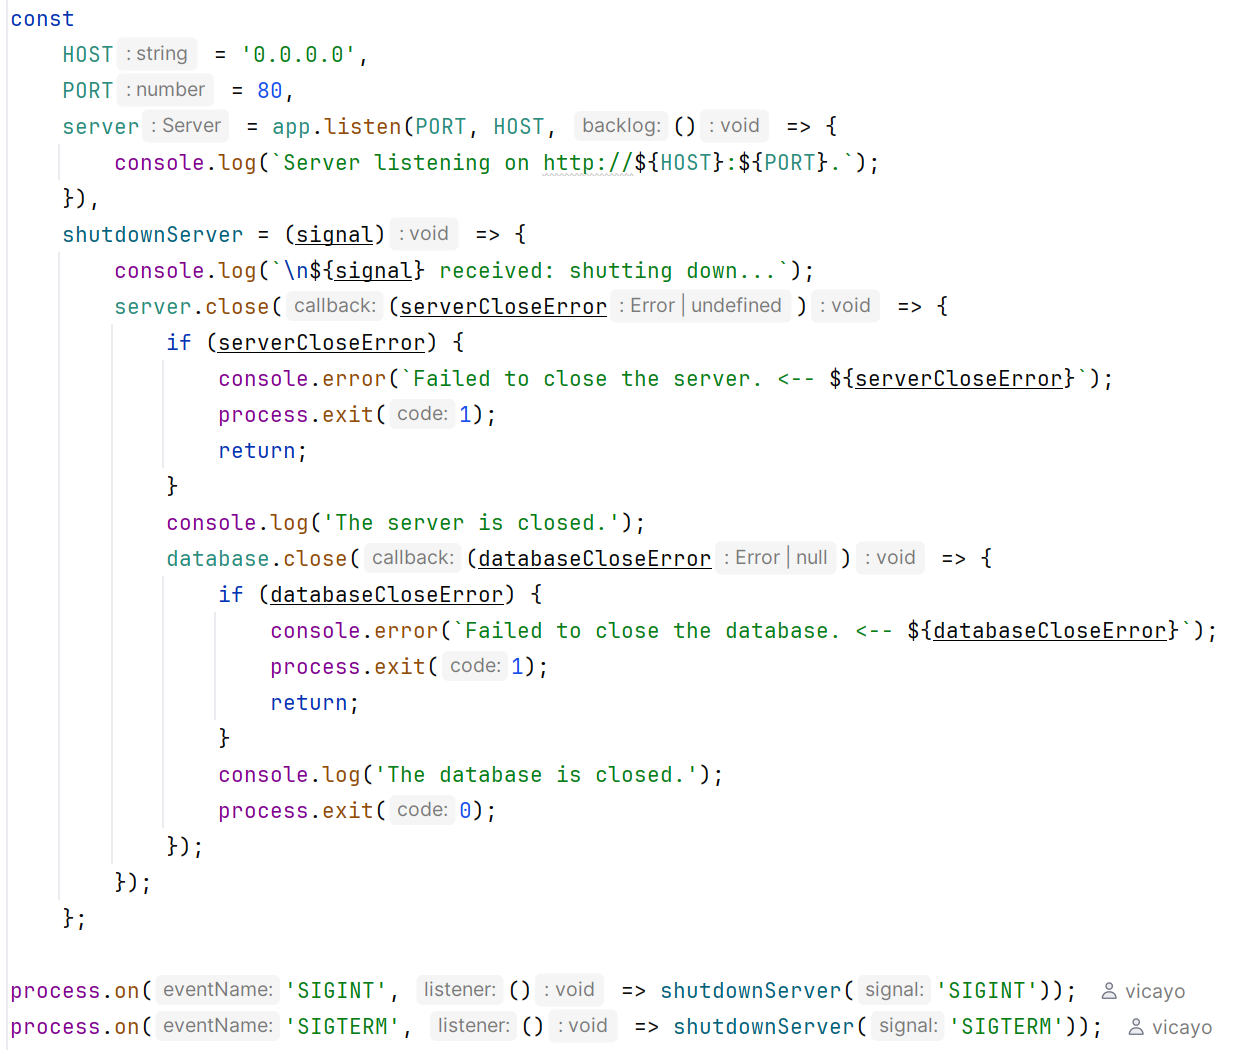 const
    HOST : string = '0.0.0.0',
    PORT : number = 80,
    server : Server = app.listen(PORT, HOST, backlog: () : void => {
        console.log(`Server listening on http://${HOST}:${PORT}.`);
    }),
    shutdownServer = (signal) : void => {
        console.log(`\n${signal} received: shutting down...`);
        server.close( callback: (serverCloseError : Error | undefined ) : void => {
            if (serverCloseError) {
                console.error(`Failed to close the server. <-- ${serverCloseError}`);
                process.exit( code: 1);
                return;
            }
            console.log('The server is closed.');
            database.close( callback: (databaseCloseError : Error | null ) : void => {
                if (databaseCloseError) {
                    console.error(`Failed to close the database. <-- ${databaseCloseError}`);
                    process.exit( code: 1);
                    return;
                }
                console.log('The database is closed.');
                process.exit( code: 0);
            });
        });
    };
process.on( eventName: 'SIGINT', listener: () : void => shutdownServer( signal: 'SIGINT')); vicayo
process.on( eventName: 'SIGTERM', listener: () : void => shutdownServer( signal: 'SIGTERM')); vicayo